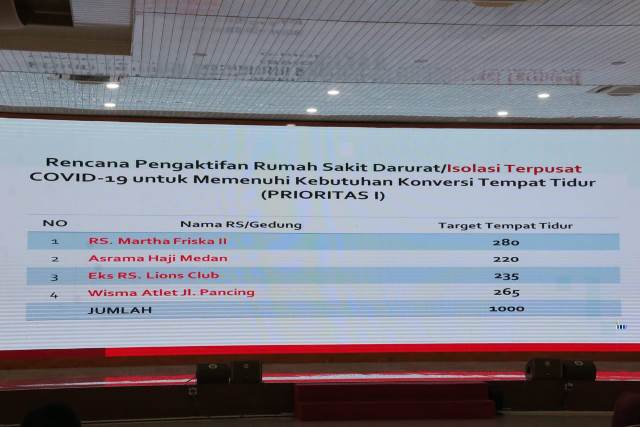 Rencana Pengaktifan Rumah Sakit Darurat/Isolasi Terpusat
COVID-19 untuk Memenuhi Kebutuhan Konversi Tempat Tidur
(PRIORITAS I)
NO Nama RS/Gedung Target Tempat Tidur
1 RS. Martha Friska II 280
2 Asrama Haji Medan 220
3 Eks RS. Lions Club 235
4 Wisma Atlet Jl. Pancing 265
JUMLAH 1000